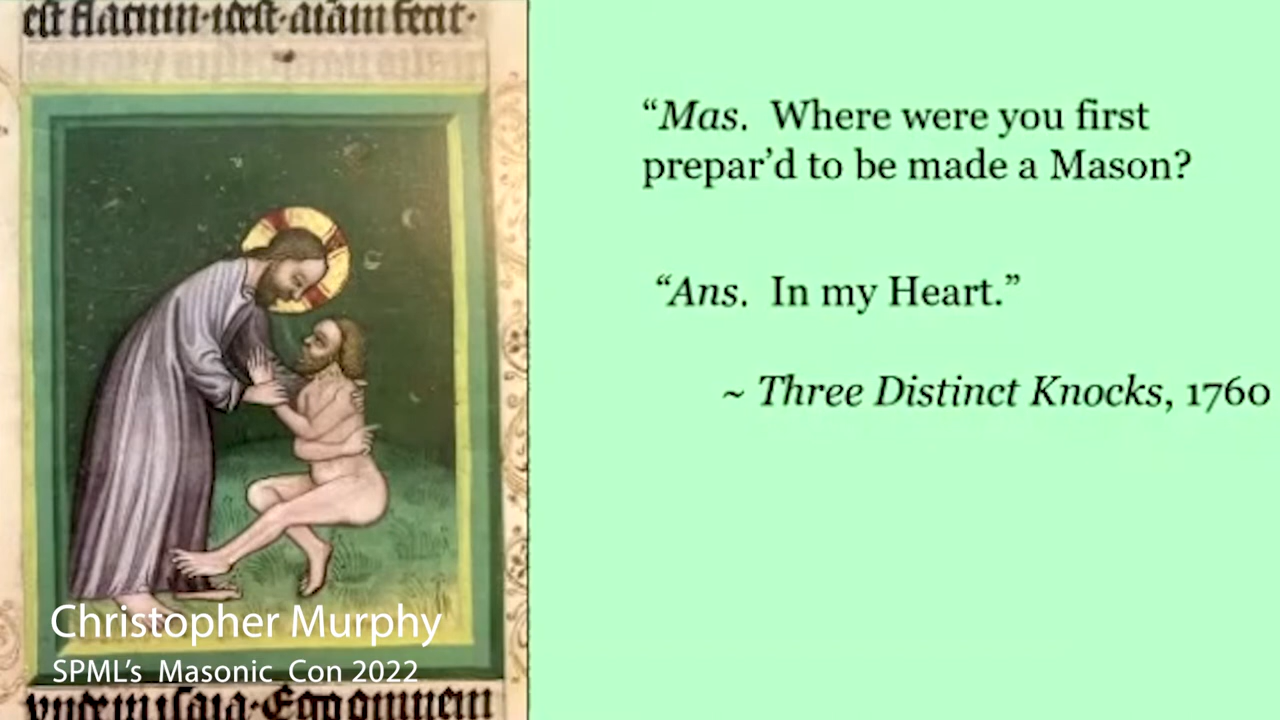 “Mas. Where were you first
prepar’d to be made a Mason?
“Ans. In my Heart.”
~ Three Distinct Knocks, 1760
Christopher Murphy
SPML’s Masonic Con 2022